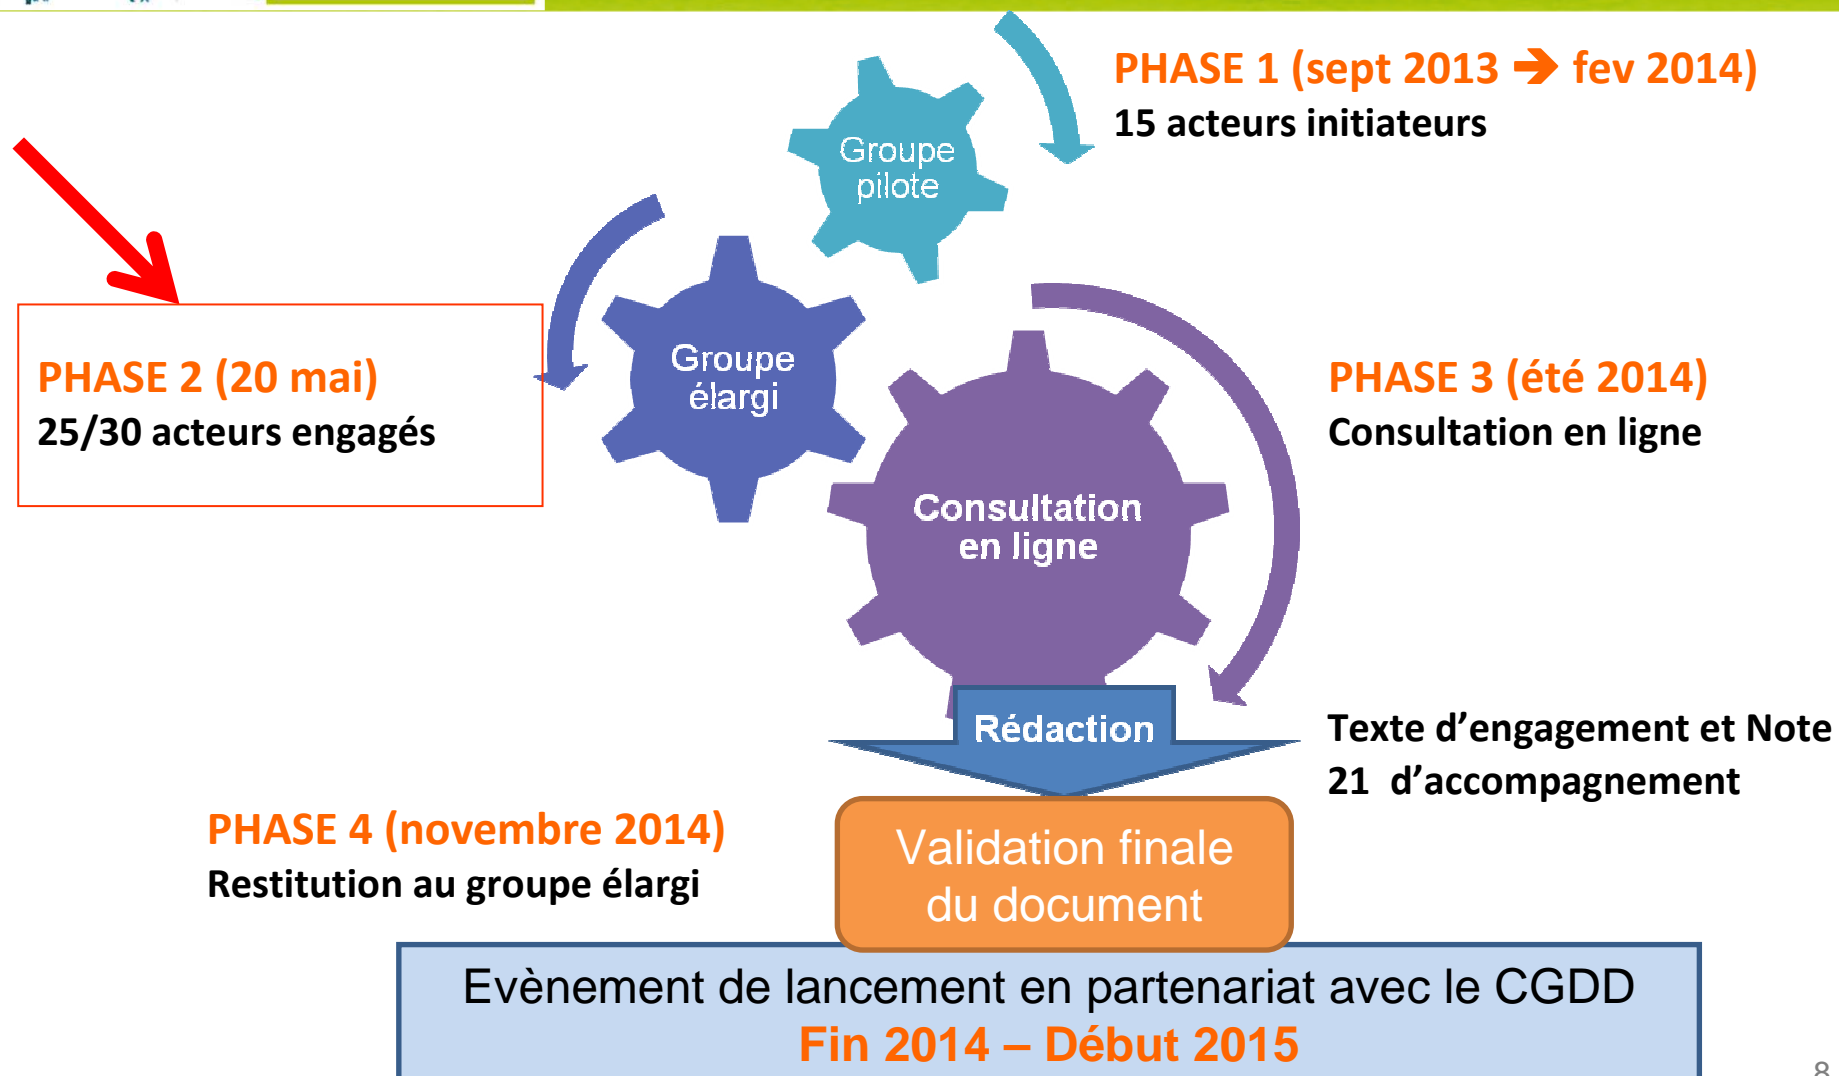 PHASE 1 (sept 2013 ➔ fev 2014)
15 acteurs initiateurs
Groupe
pilote
PHASE 2 (20 mai)
25/30 acteurs engagés
Groupe
élargi
PHASE 3 (été 2014)
Consultation en ligne
Consultation
en ligne
Rédaction
Texte d’engagement et Note
21 d’accompagnement
PHASE 4 (novembre 2014)
Restitution au groupe élargi
Validation finale
du document
Evènement de lancement en partenariat avec le CGDD
Fin 2014 – Début 2015
8